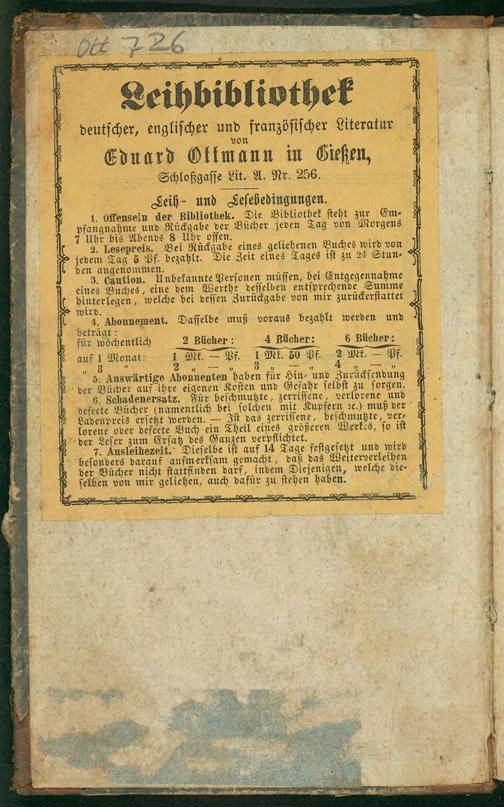 Ott 726
Leihbibliothek
deutscher, englischer und französischer Literatur
von
Eduard Ottmann in Gießen,
Schloßgasse Lit. A. Nr. 256.
Leih- und Lesebedingungen.
1. Offensein der Bibliothek. Die Bibliothek steht zur Em-
pfangnahme und Rückgabe der Bücher jeden Tag von Morgens
7 Uhr bis Abends 8 Uhr offen.
2. Lesepreis. Bei Rückgabe eines geliehenen Buches wird von
jedem Tag 5 Pf. bezahlt. Die Zeit eines Tages ist zu 24 Stun-
den angenommen.
3. Caution. Unbekannte Personen müssen, bei Entgegennahme
eines Buches, eine dem Werthe desselben entsprechende Summe
hinterlegen, welche bei dessen Zurückgabe von mir zurückerstattet
wird.
4. Abonnement. Dasselbe muß voraus bezahlt werden und
beträgt:
für wöchentlich 2 Bücher: 4 Bücher: 6 Bücher:
auf 1 Monat: 1 Mk. — Pf. 1 Mk. 50 Pf. 2 Mk. — Pf.
„ 3 „ 2 „ — „ 3 „ — „ 4 „ — „
5. Auswärtige Abonnenten haben für Hin- und Zurücksendung
der Bücher auf ihre eigenen Kosten und Gefahr selbst zu sorgen.
6. Schadenersatz. Für beschmutzte, zerrissene, verlorene und
defecte Bücher (namentlich bei solchen mit Kupfern ꝛc.) muß der
Ladenpreis ersetzt werden. — Ist das zerrissene, beschmutzte, ver-
lorene oder defecte Buch ein Theil eines größeren Werkes, so ist
der Leser zum Ersatz des Ganzen verpflichtet.
7. Ausleihezeit. Dieselbe ist auf 14 Tage festgesetzt und wird
besonders darauf aufmerksam gemacht, daß das Weiterverleihen
der Bücher nicht stattfinden darf, indem Diejenigen, welche die-
selben von mir geliehen, auch dafür zu stehen haben.